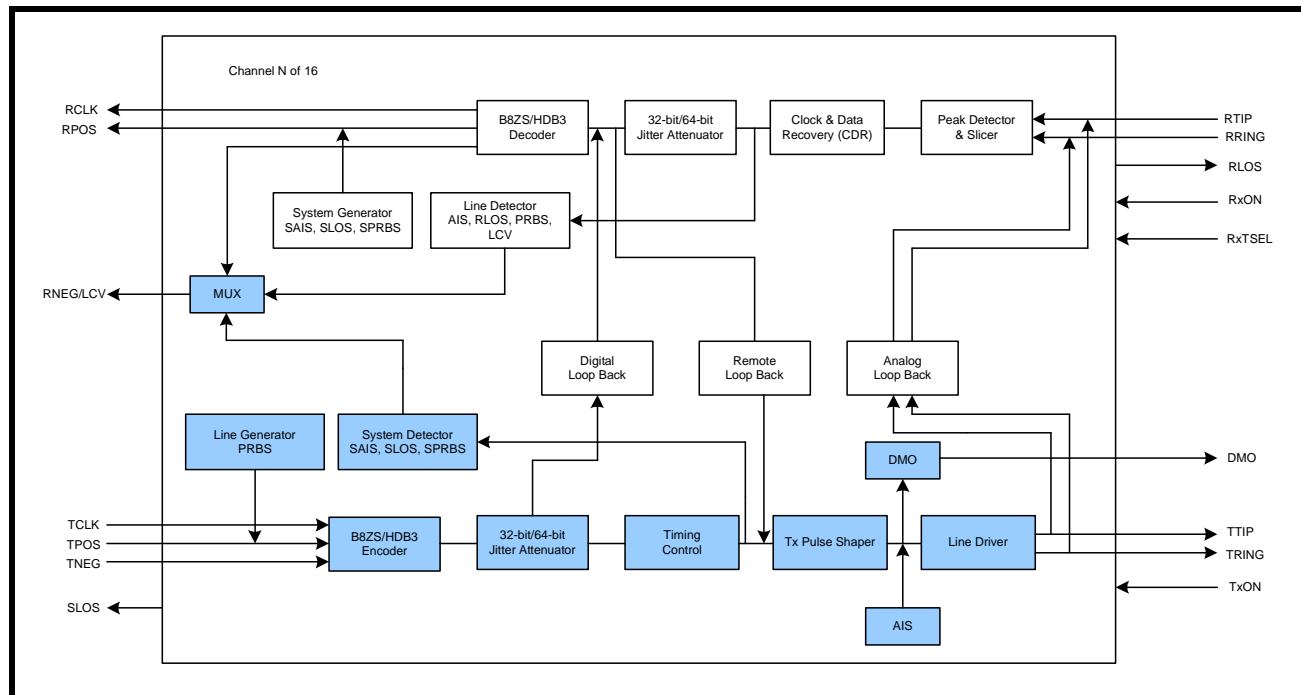 Channel N of 16
RCLK
RPOS
B8ZS/HDB3
Decoder
32-bit/64-bit
Jitter Attenuator
Clock & Data
Recovery (CDR)
Peak Detector
& Slicer
RTIP
RRING
RLOS
RxON
RxTSEL
System Generator
SAIS, SLOS, SPRBS
Line Detector
AIS, RLOS, PRBS,
LCV
RNEG/LCV
MUX
Digital
Loop Back
Remote
Loop Back
Analog
Loop Back
Line Generator
PRBS
System Detector
SAIS, SLOS, SPRBS
DMO
DMO
TCLK
TPOS
TNEG
B8ZS/HDB3
Encoder
32-bit/64-bit
Jitter Attenuator
Timing
Control
Tx Pulse Shaper
Line Driver
TTIP
TRING
TxON
SLOS
AIS